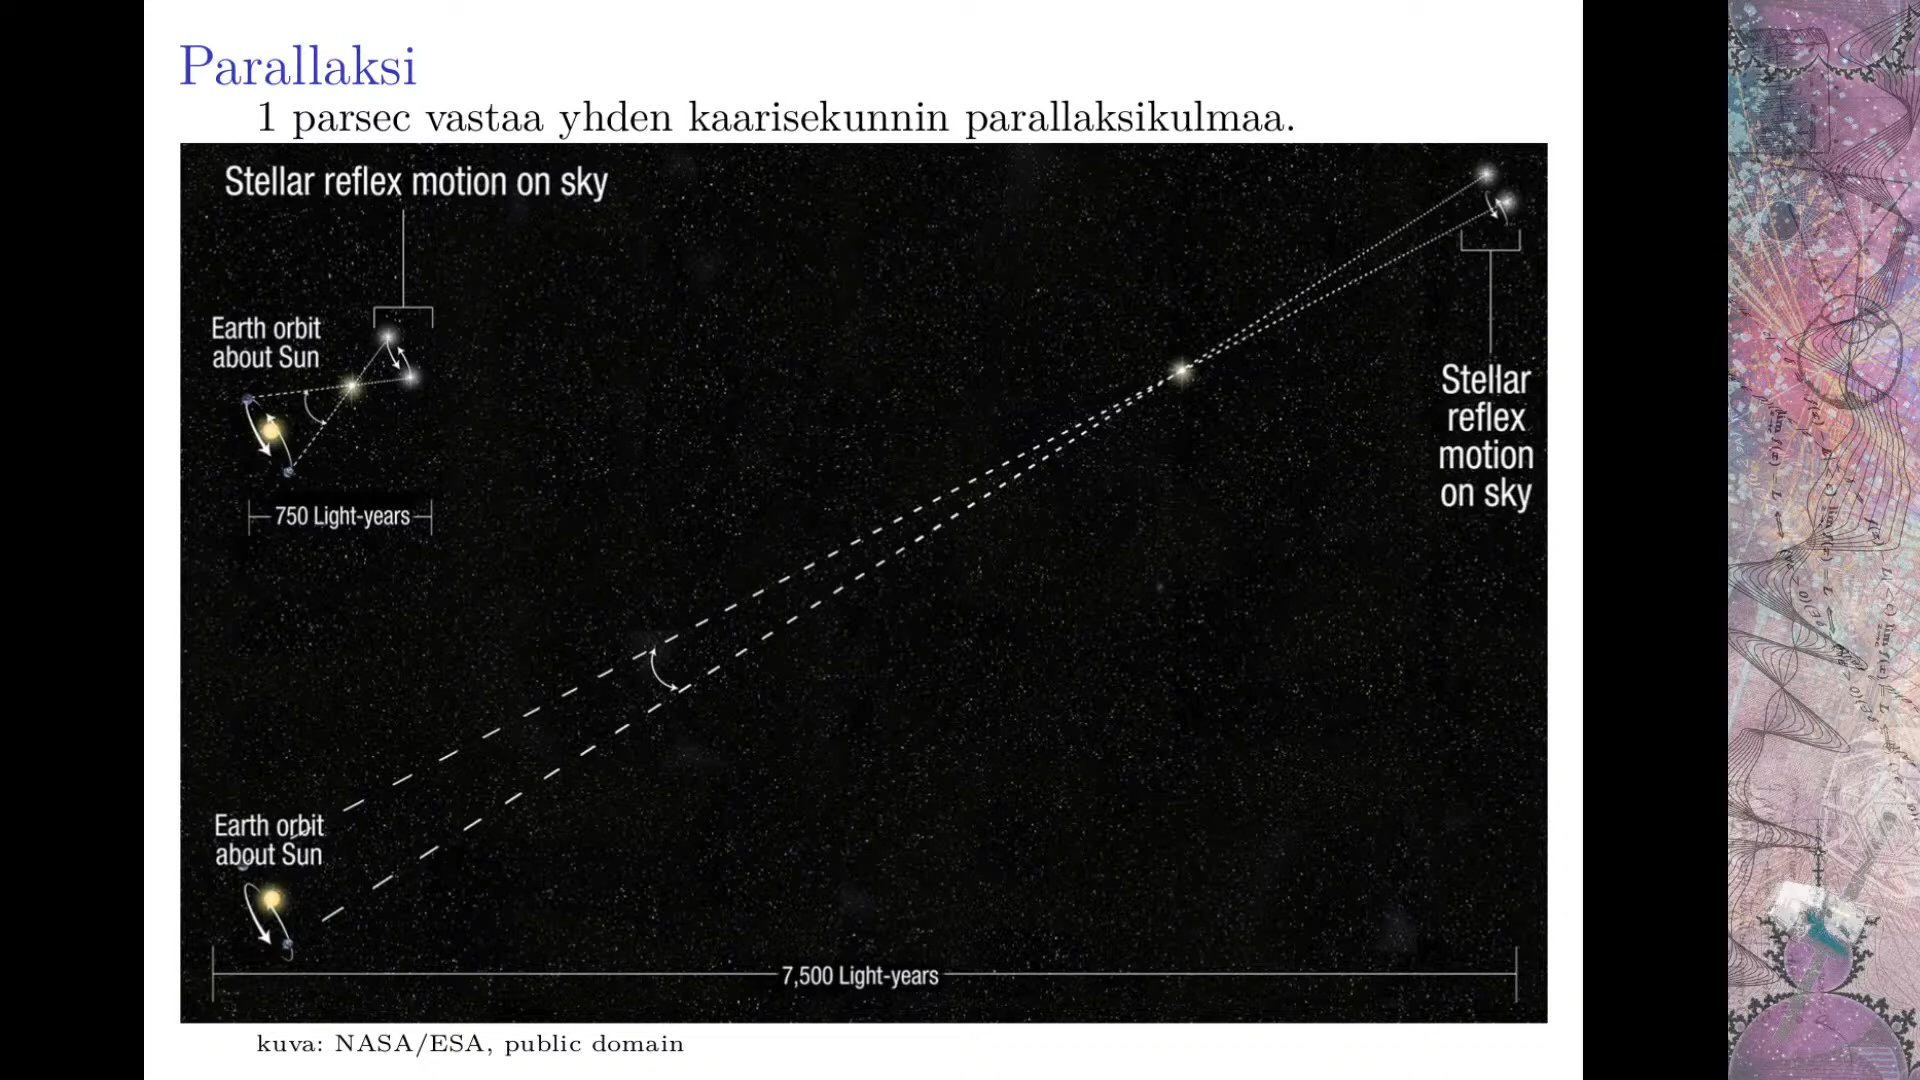 Parallaksi
1 parsec vastaa yhden kaarisekunnin parallaksikulmaa.
Stellar reflex motion on sky
Earth orbit
about Sun
750 Light-years
Stellar
reflex
motion
on sky
Earth orbit
about Sun
7,500 Light-years
kuva: NASA/ESA, public domain